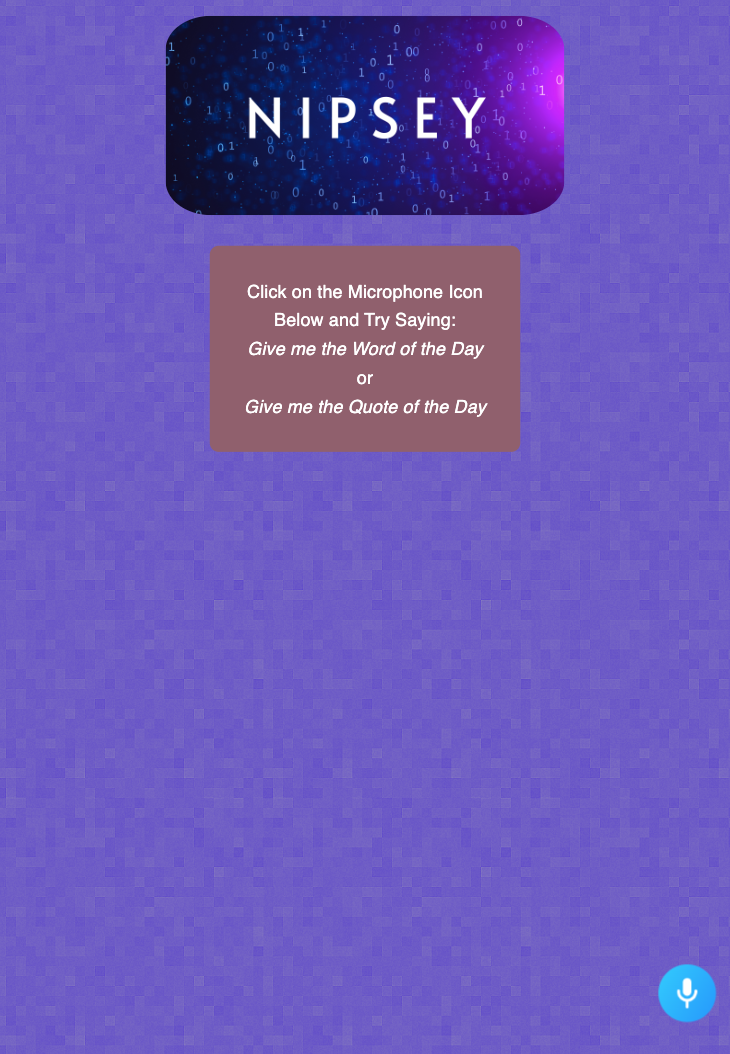 NIPSEY
Click on the Microphone Icon
Below and Try Saying:
Give me the Word of the Day
or
Give me the Quote of the Day